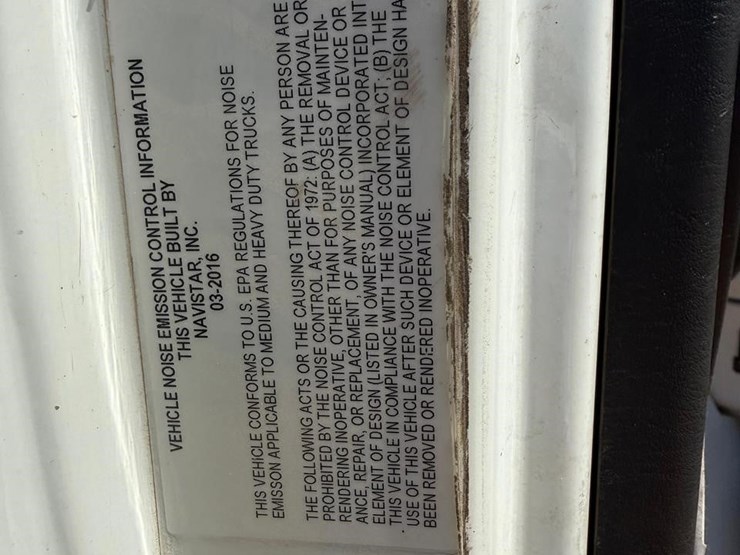 VEHICLE NOISE EMISSION CONTROL INFORMATION
THIS VEHICLE BUILT BY
NAVISTAR, INC.
03-2016
THIS VEHICLE CONFORMS TO U.S. EPA REGULATIONS FOR NOISE
EMISSON APPLICABLE TO MEDIUM AND HEAVY DUTY TRUCKS.
THE FOLLOWING ACTS OR THE CAUSING THEREOF BY ANY PERSON ARE
PROHIBITED BY THE NOISE CONTROL ACT OF 1972: (A) THE REMOVAL OR
RENDERING INOPERATIVE, OTHER THAN FOR PURPOSES OF MAINTEN-
ANCE, REPAIR, OR REPLACEMENT, OF ANY NOISE CONTROL DEVICE OR
ELEMENT OF DESIGN (LISTED IN OWNER'S MANUAL) INCORPORATED INT
THIS VEHICLE IN COMPLIANCE WITH THE NOISE CONTROL ACT; (B) THE
USE OF THIS VEHICLE AFTER SUCH DEVICE OR ELEMENT OF DESIGN HA
BEEN REMOVED OR RENDERED INOPERATIVE.